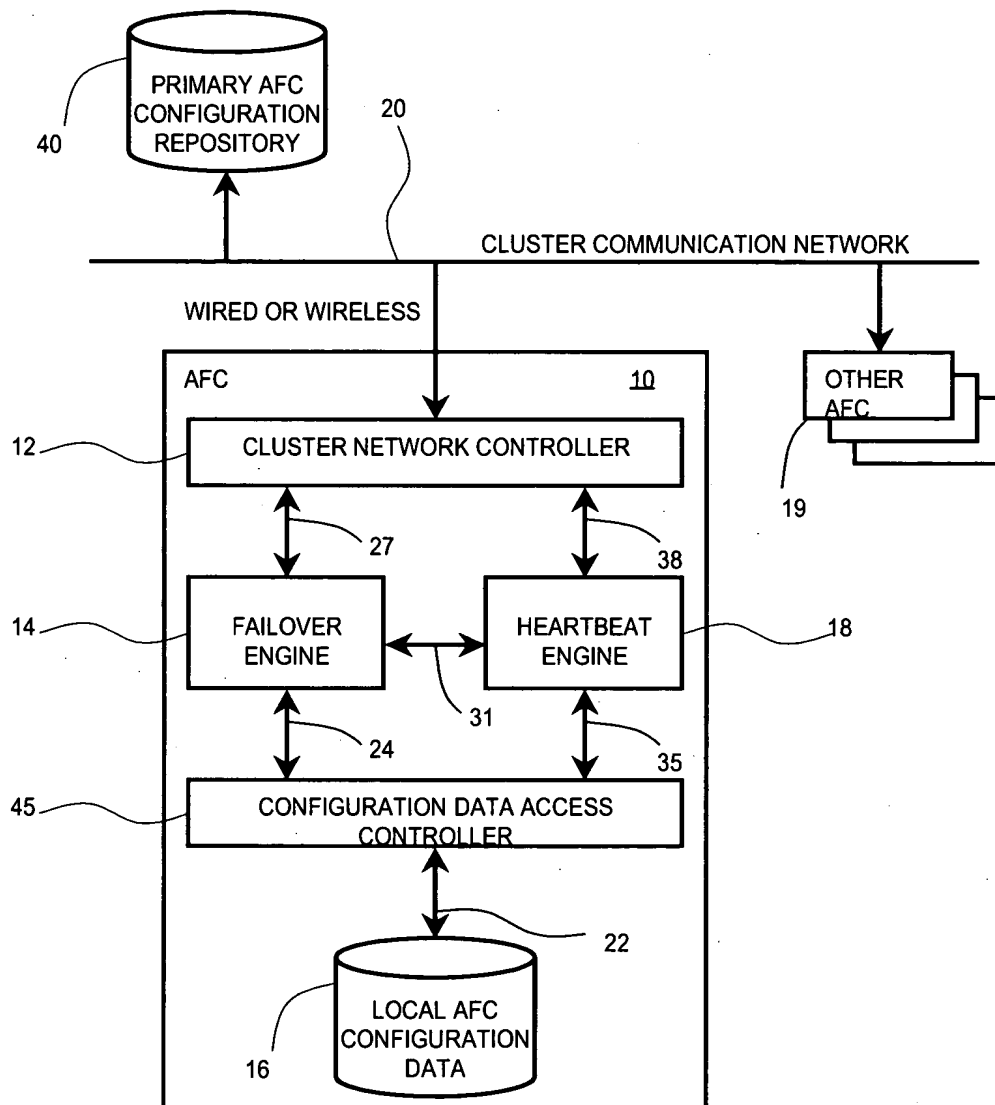 PRIMARY AFC
CONFIGURATION
REPOSITORY
40
20
CLUSTER COMMUNICATION NETWORK
WIRED OR WIRELESS
AFC
10
OTHER
AFC
19
12
CLUSTER NETWORK CONTROLLER
27
38
14
FAILOVER
ENGINE
HEARTBEAT
ENGINE
18
31
24
35
45
CONFIGURATION DATA ACCESS
CONTROLLER
22
LOCAL AFC
CONFIGURATION
DATA
16